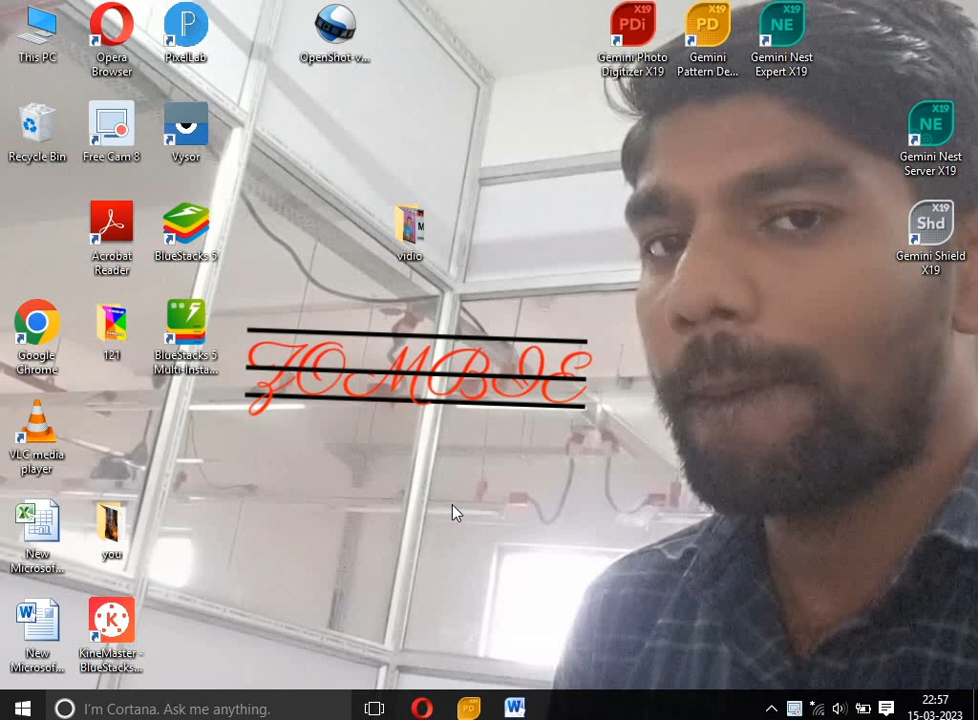 This PC
Opera Browser
PixelLab
OpenShot-v...
Gemini Photo Digitizer X19
Gemini Pattern De...
Gemini Nest Expert X19
X19
PDi
X19
PD
X19
NE
Recycle Bin
Free Cam 8
Vysor
X19
NE
Gemini Nest Server X19
Acrobat Reader
BlueStacks 5
vidio
X19
Shd
Gemini Shield X19
Google Chrome
121
BlueStacks 5 Multi-Insta...
ZOMBIE
VLC media player
New Microsof...
you
New Microsof...
KineMaster - BlueStacks...
I'm Cortana. Ask me anything.
PD
22:57
15-03-2023